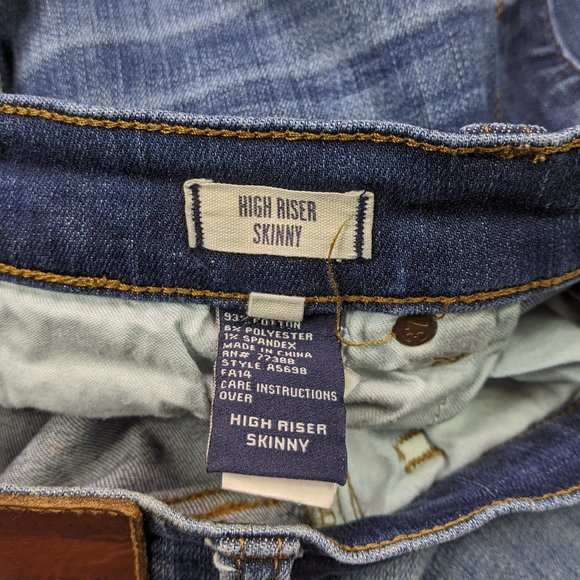 HIGH RISER
SKINNY
93% COTTON
6% POLYESTER
1% SPANDEX
MADE IN CHINA
RN# 77388
STYLE A5698
FA14
CARE INSTRUCTIONS
OVER
HIGH RISER
SKINNY